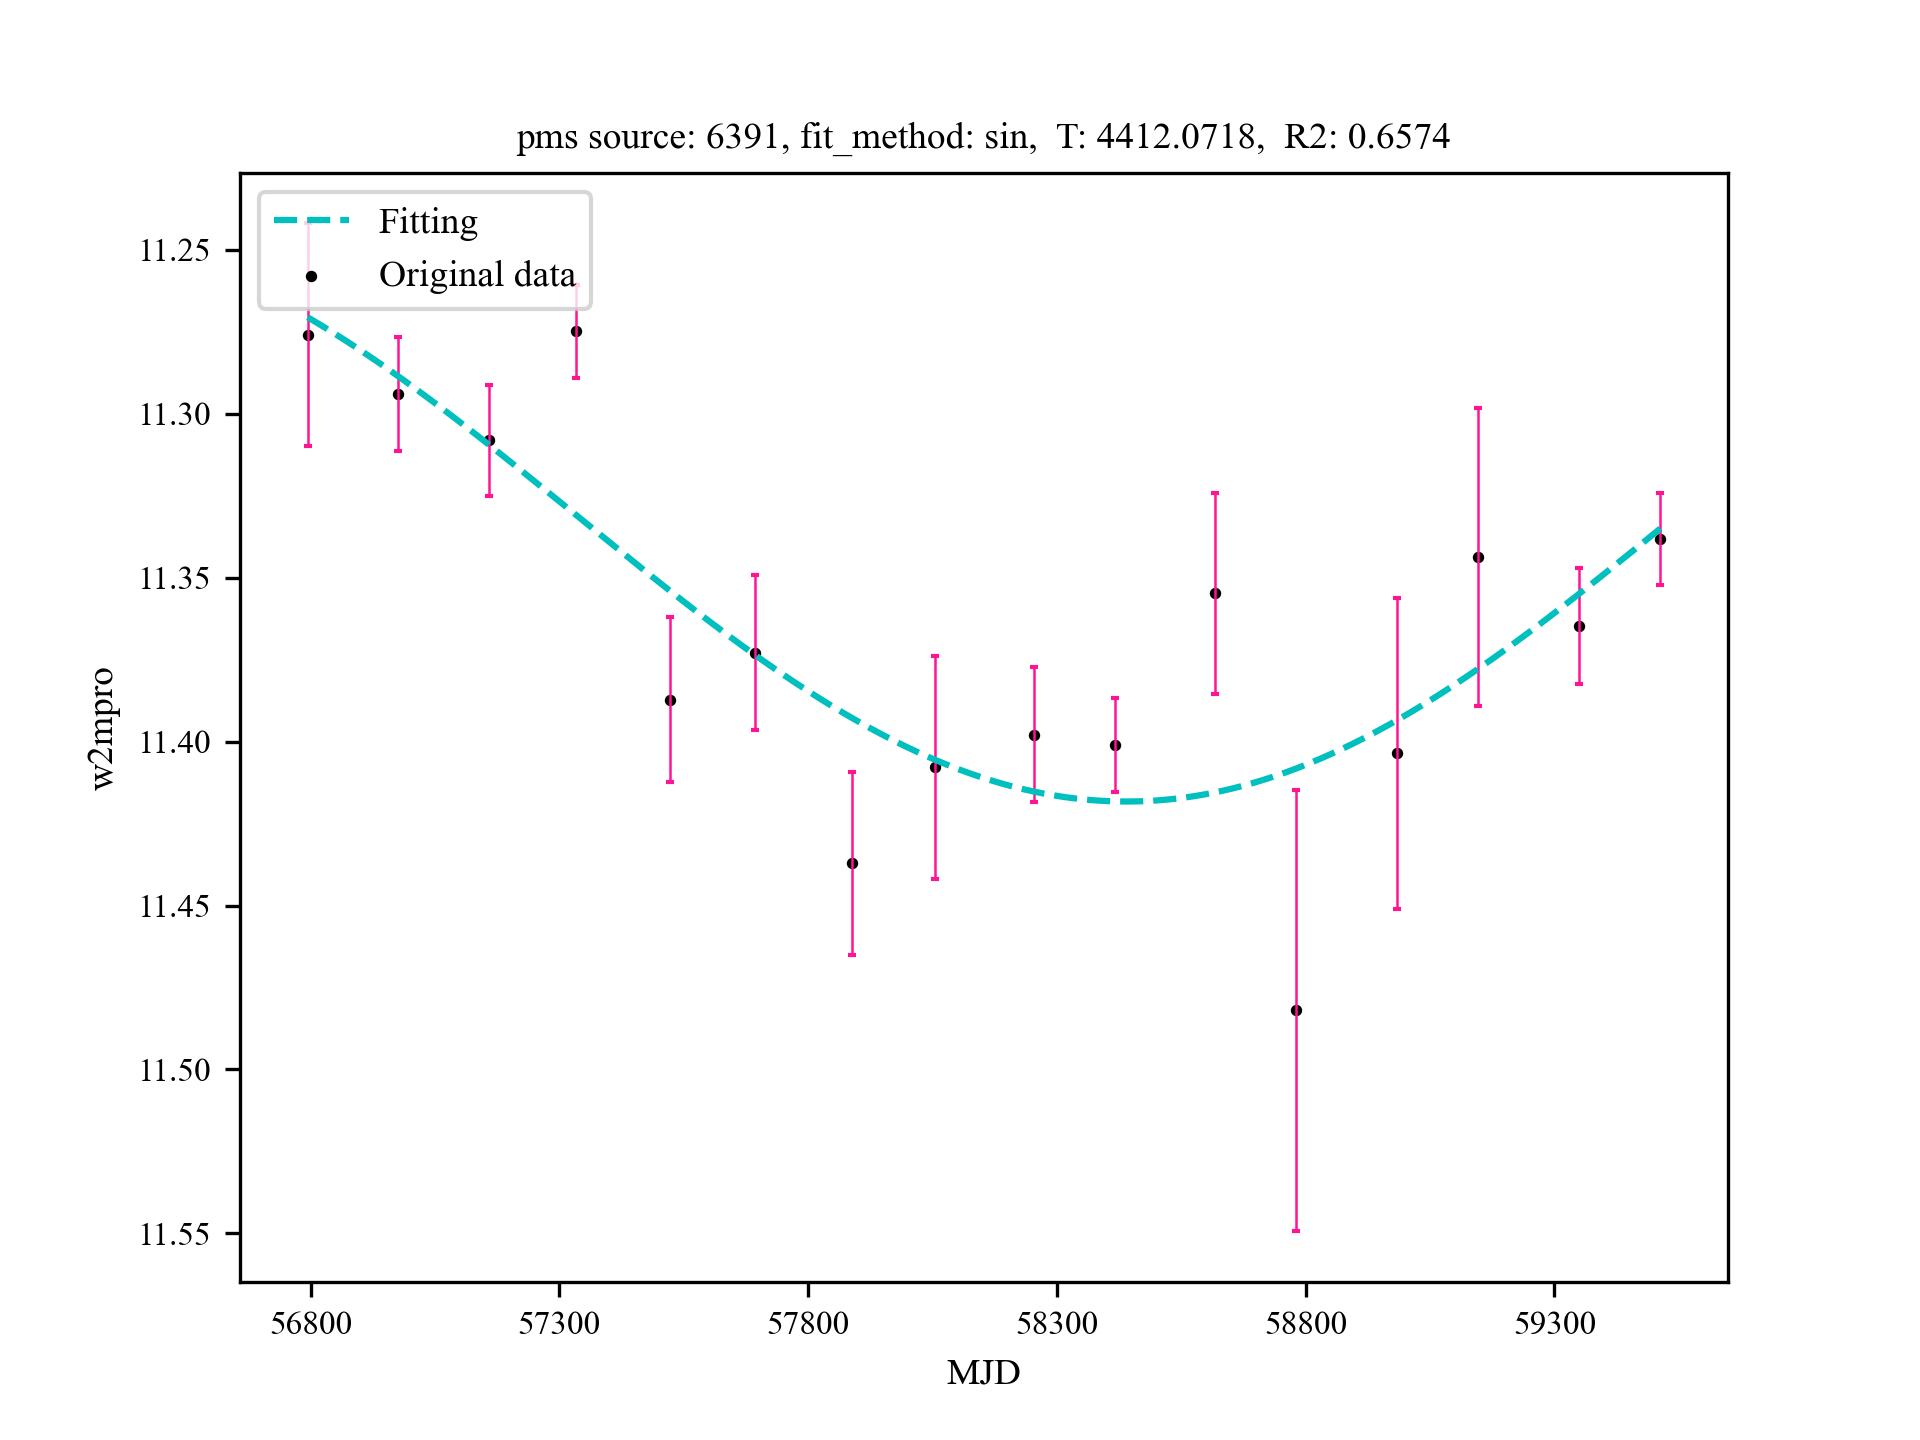 pms source: 6391, fit_method: sin,  T: 4412.0718,  R2: 0.6574
Fitting
Original data
11.25
11.30
11.35
11.40
11.45
11.50
11.55
w2mpro
56800 57300 57800 58300 58800 59300
MJD